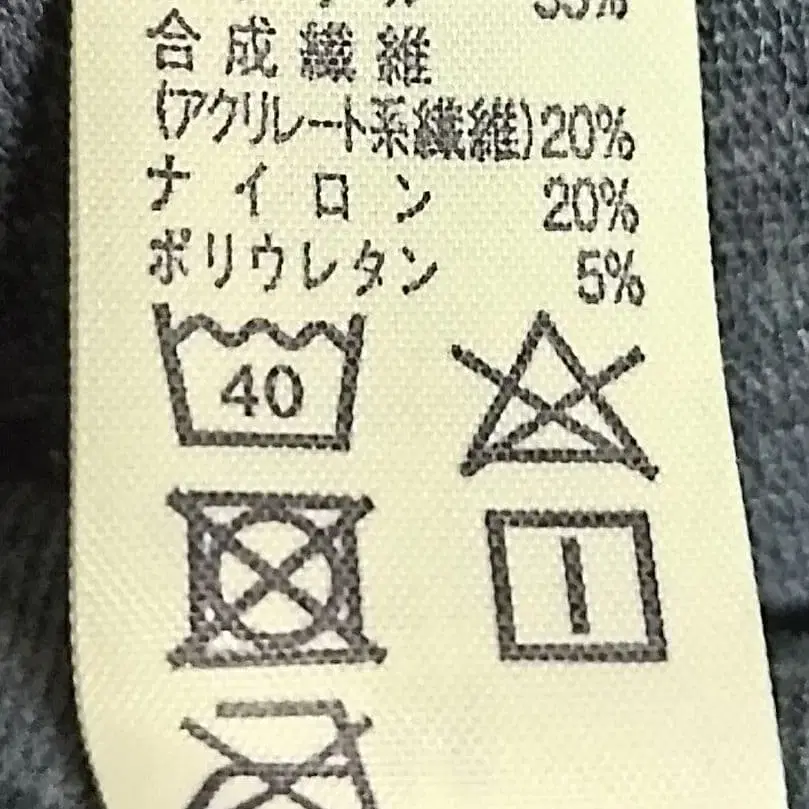 合成繊維
(アクリレート系繊維)20%
ナイロン 20%
ポリウレタン 5%
40